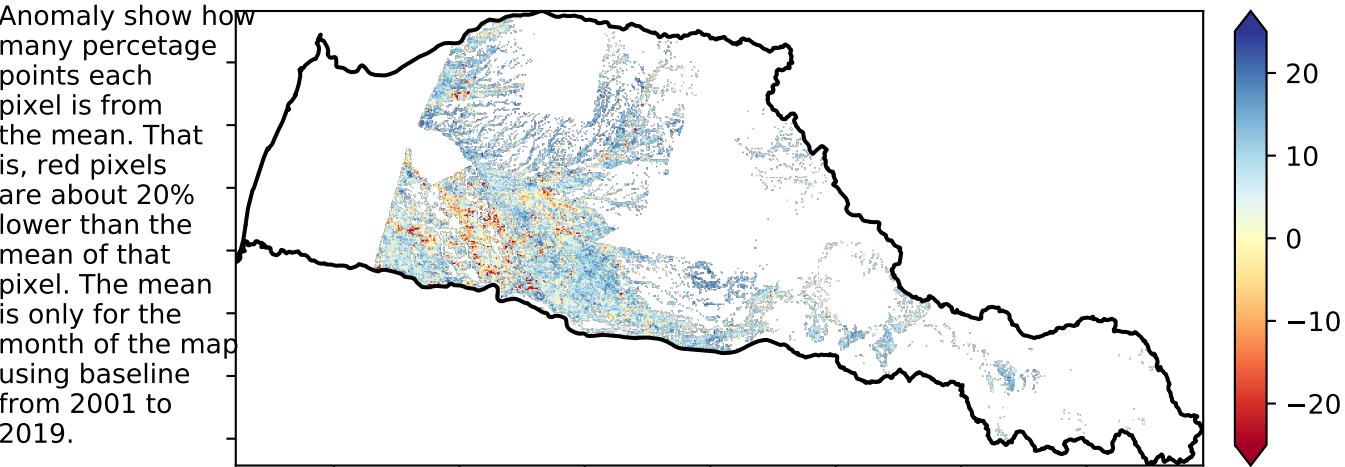 Anomaly show how
many percetage
points each
pixel is from
the mean. That
is, red pixels
are about 20%
lower than the
mean of that
pixel. The mean
is only for the
month of the map
using baseline
from 2001 to
2019.
20
10
0
−10
−20